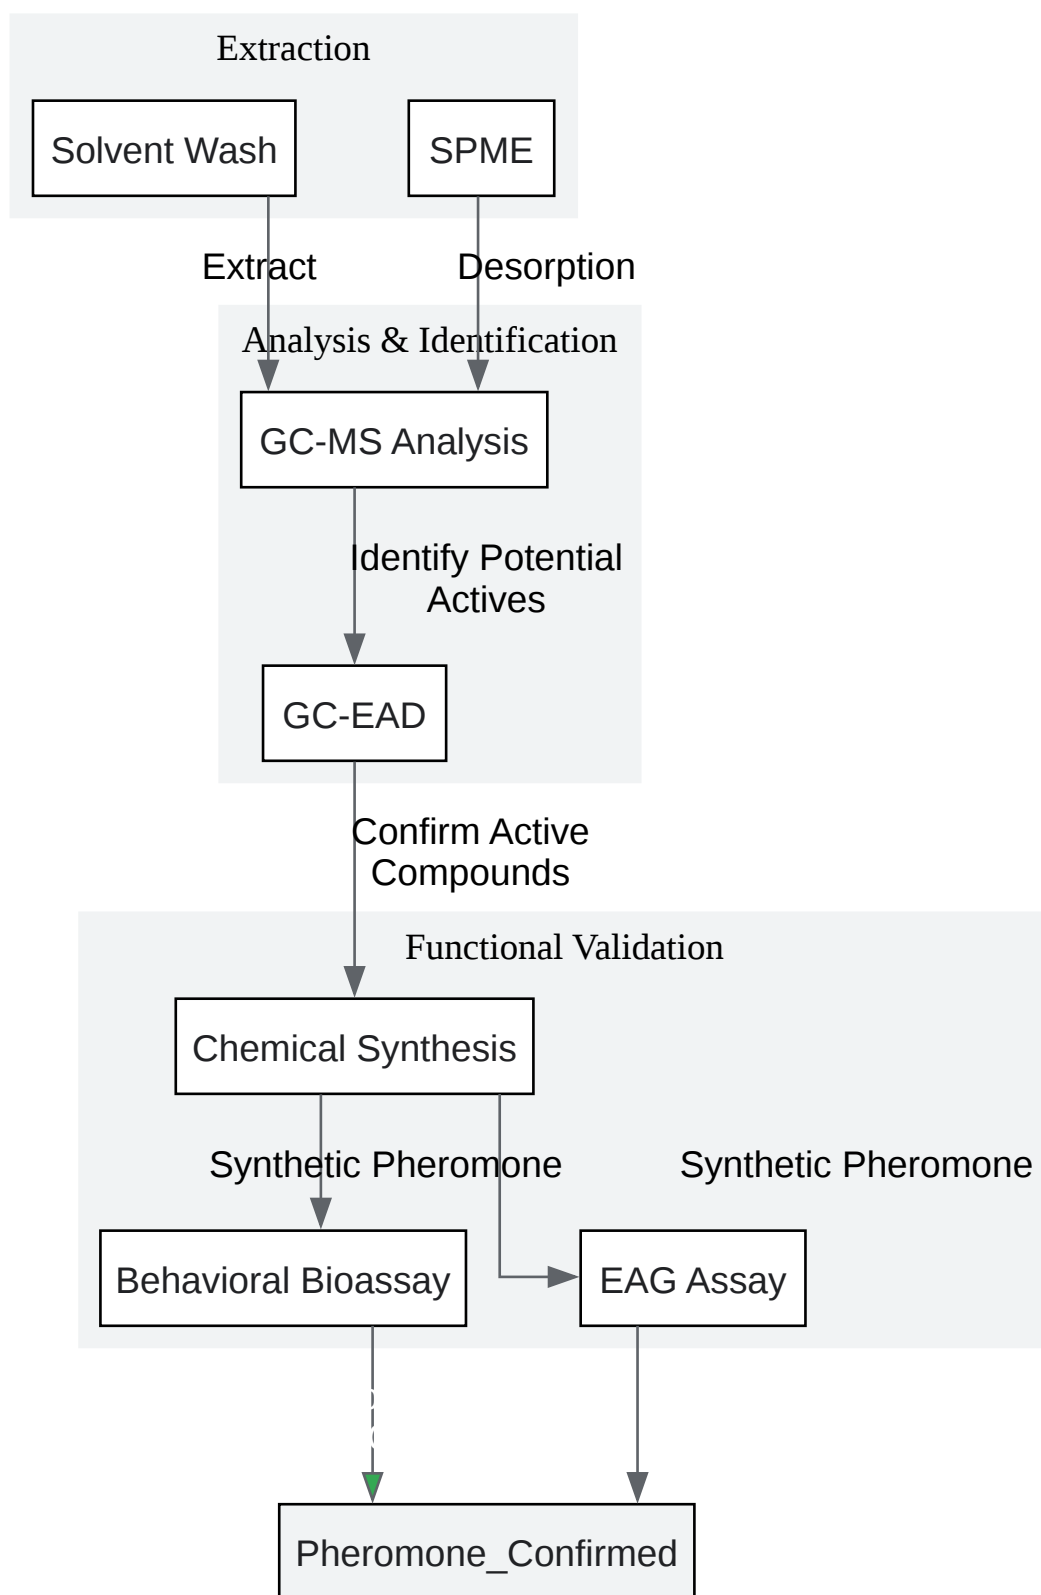 Extraction
Solvent Wash
SPME
Extract
Desorption
Analysis & Identification
GC-MS Analysis
Identify Potential
Actives
GC-EAD
Confirm Active
Compounds
Functional Validation
Chemical Synthesis
Synthetic Pheromone
Synthetic Pheromone
Behavioral Bioassay
EAG Assay
Pheromone_Confirmed